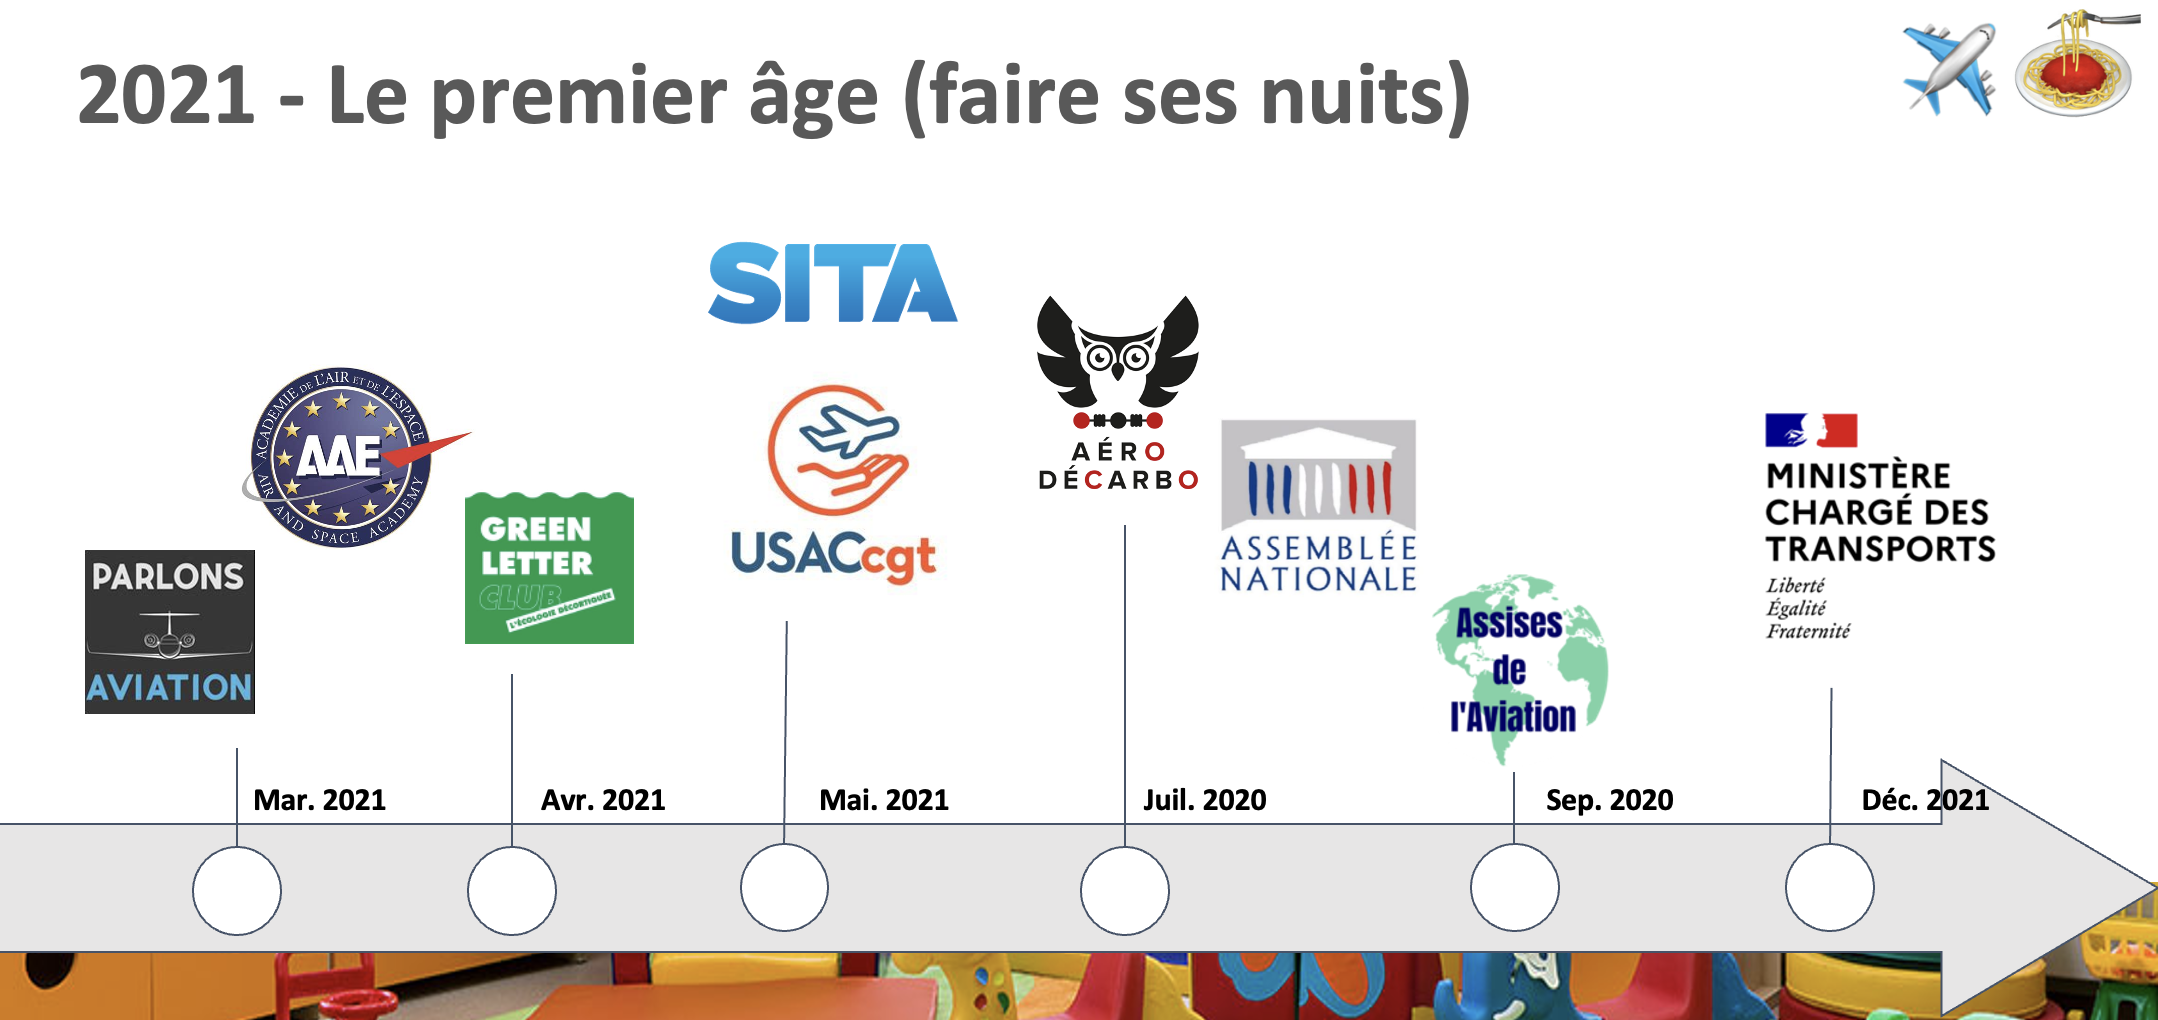 2021 - Le premier âge (faire ses nuits)
SITA
ACADEMIE DE L'AIR ET DE L'ESPACE
AAE
AIR AND SPACE ACADEMY
AÉRO
DÉCARBO
PARLONS
AVIATION
GREEN
LETTER
CLUB
L'ÉCOLOGIE DÉCORTIQUÉE
USACcgt
ASSEMBLÉE
NATIONALE
Assises
de
l'Aviation
MINISTÈRE
CHARGÉ DES
TRANSPORTS
Liberté
Égalité
Fraternité
Mar. 2021
Avr. 2021
Mai. 2021
Juil. 2020
Sep. 2020
Déc. 2021